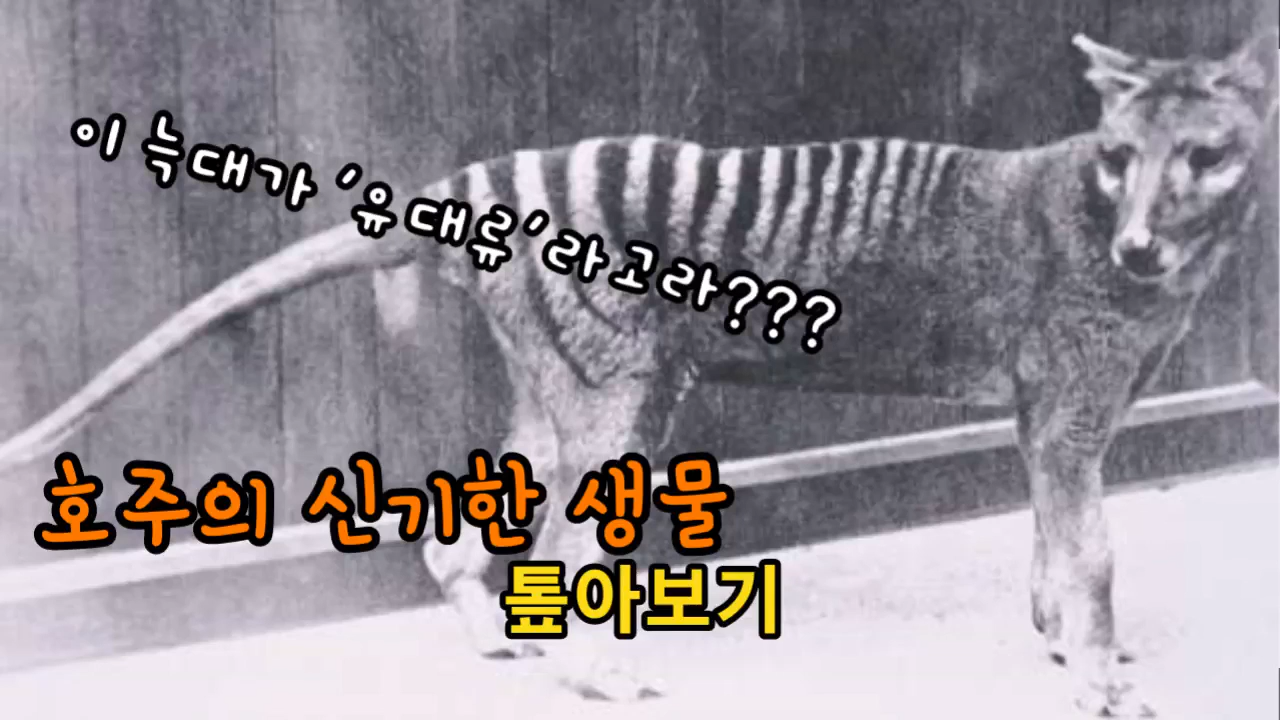 이 늑대가 '유대류'라고라???
호주의 신기한 생물
톺아보기